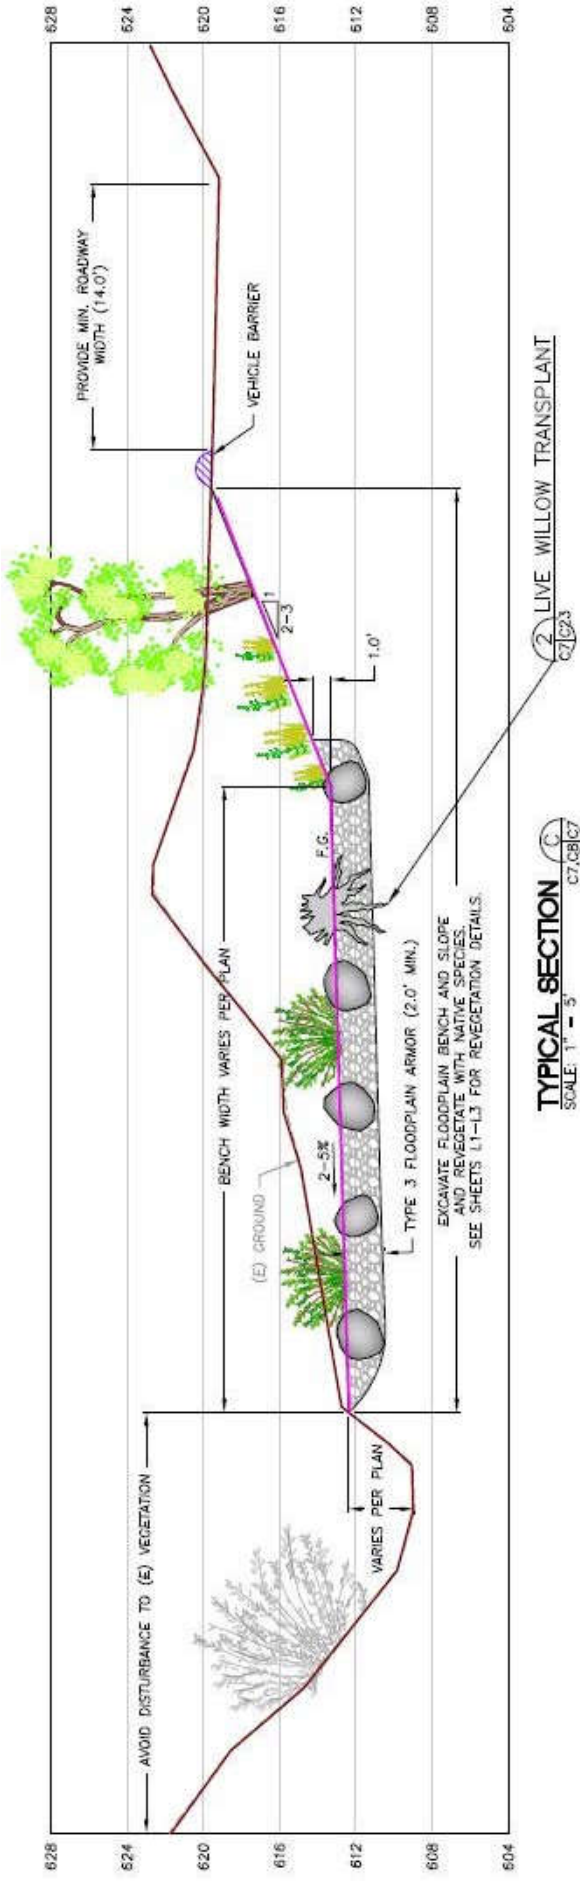 628
624
620
616
612
608
604
628
624
620
616
612
608
604
AVOID DISTURBANCE TO (E) VEGETATION
BENCH WIDTH VARIES PER PLAN
PROVIDE MIN. ROADWAY
WIDTH (14.0')
VEHICLE BARRIER
(E) GROUND
2-5%
F.G.
1
2-3
1.0'
VARIES PER PLAN
TYPE 3 FLOODPLAIN ARMOR (2.0' MIN.)
EXCAVATE FLOODPLAIN BENCH AND SLOPE
AND REVEGETATE WITH NATIVE SPECIES.
SEE SHEETS L1-L3 FOR REVEGETATION DETAILS.
2 LIVE WILLOW TRANSPLANT
C7 C23
TYPICAL SECTION C
SCALE: 1" = 5' C7,C8 C7